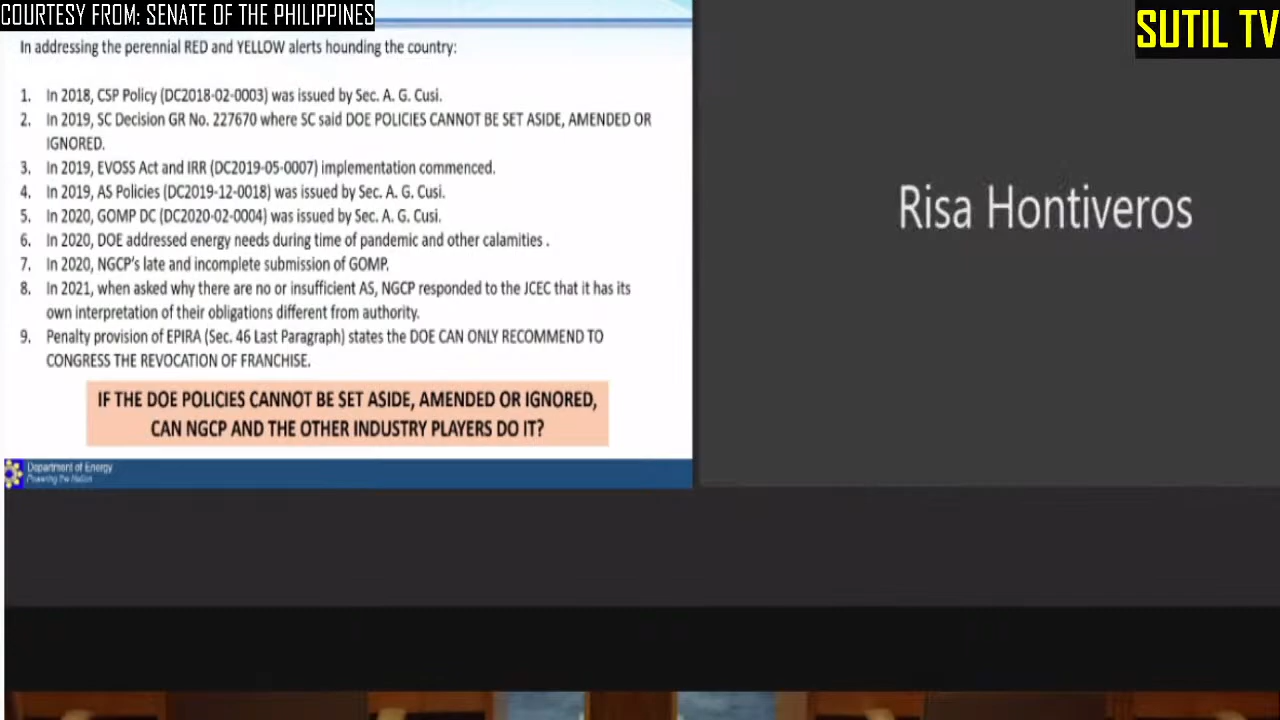 COURTESY FROM: SENATE OF THE PHILIPPINES
SUTIL TV
In addressing the perennial RED and YELLOW alerts hounding the country:
1. In 2018, CSP Policy (DC2018-02-0003) was issued by Sec. A. G. Cusi.
2. In 2019, SC Decision GR No. 227670 where SC said DOE POLICIES CANNOT BE SET ASIDE, AMENDED OR
IGNORED.
3. In 2019, EVOSS Act and IRR (DC2019-05-0007) implementation commenced.
4. In 2019, AS Policies (DC2019-12-0018) was issued by Sec. A. G. Cusi.
5. In 2020, GOMP DC (DC2020-02-0004) was issued by Sec. A. G. Cusi.
6. In 2020, DOE addressed energy needs during time of pandemic and other calamities .
7. In 2020, NGCP's late and incomplete submission of GOMP.
8. In 2021, when asked why there are no or insufficient AS, NGCP responded to the JCEC that it has its
own interpretation of their obligations different from authority.
9. Penalty provision of EPIRA (Sec. 46 Last Paragraph) states the DOE CAN ONLY RECOMMEND TO
CONGRESS THE REVOCATION OF FRANCHISE.
IF THE DOE POLICIES CANNOT BE SET ASIDE, AMENDED OR IGNORED,
CAN NGCP AND THE OTHER INDUSTRY PLAYERS DO IT?
Department of Energy
Powering the Nation
Risa Hontiveros